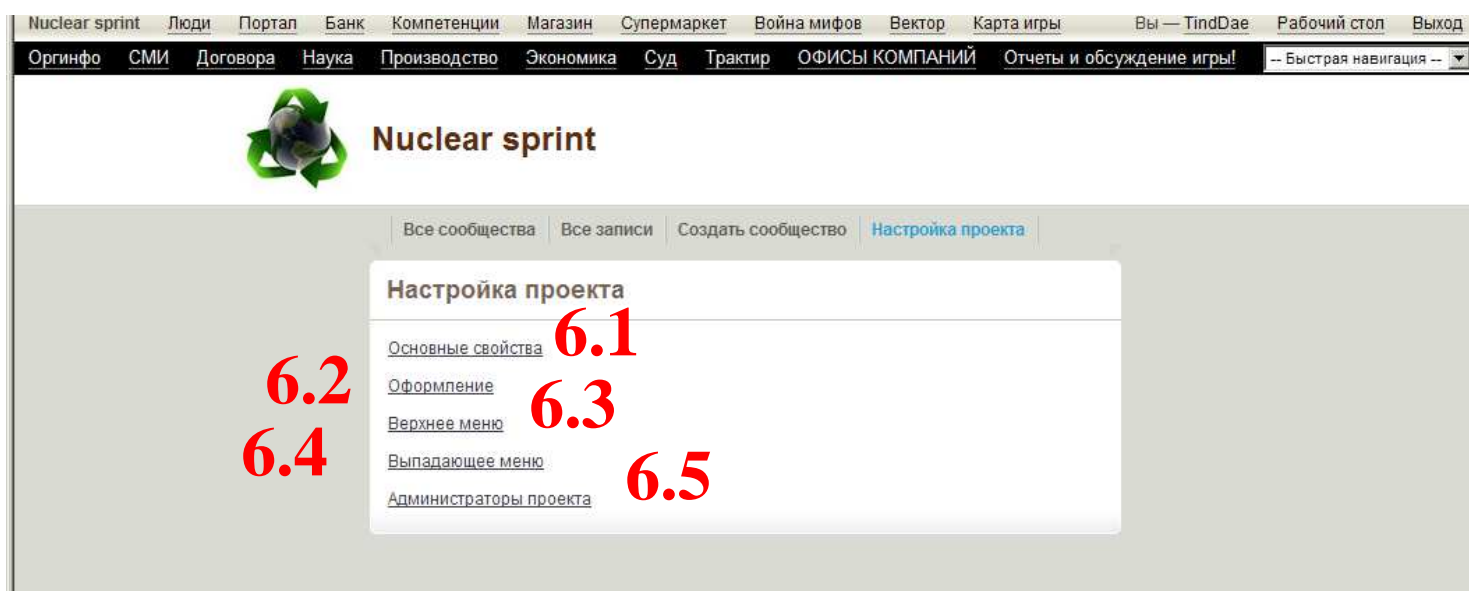 Nuclear sprint Люди Портал Банк Компетенции Магазин Супермаркет Война мифов Вектор Карта игры Вы — TindDae Рабочий стол Выход
Оргинфо СМИ Договора Наука Производство Экономика Суд Трактир ОФИСЫ КОМПАНИЙ Отчеты и обсуждение игры! -- Быстрая навигация --
Nuclear sprint
Все сообщества Все записи Создать сообщество Настройка проекта
Настройка проекта
Основные свойства 6.1
6.2 Оформление
Верхнее меню 6.3
6.4 Выпадающее меню
Администраторы проекта 6.5